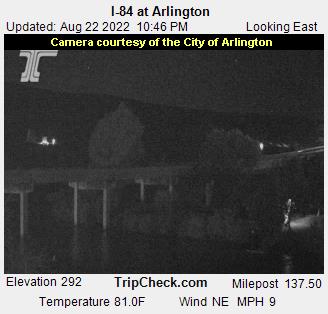 I-84 at Arlington
Updated: Aug 22 2022 10:46 PM Looking East
Camera courtesy of the City of Arlington
Elevation 292 TripCheck.com Milepost 137.50
Temperature 81.0F Wind NE MPH 9